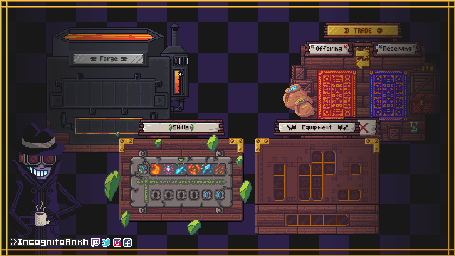 TRADE
Forge
Offering
Receiving
Skills
Equipment
:>IncognitoAnkh